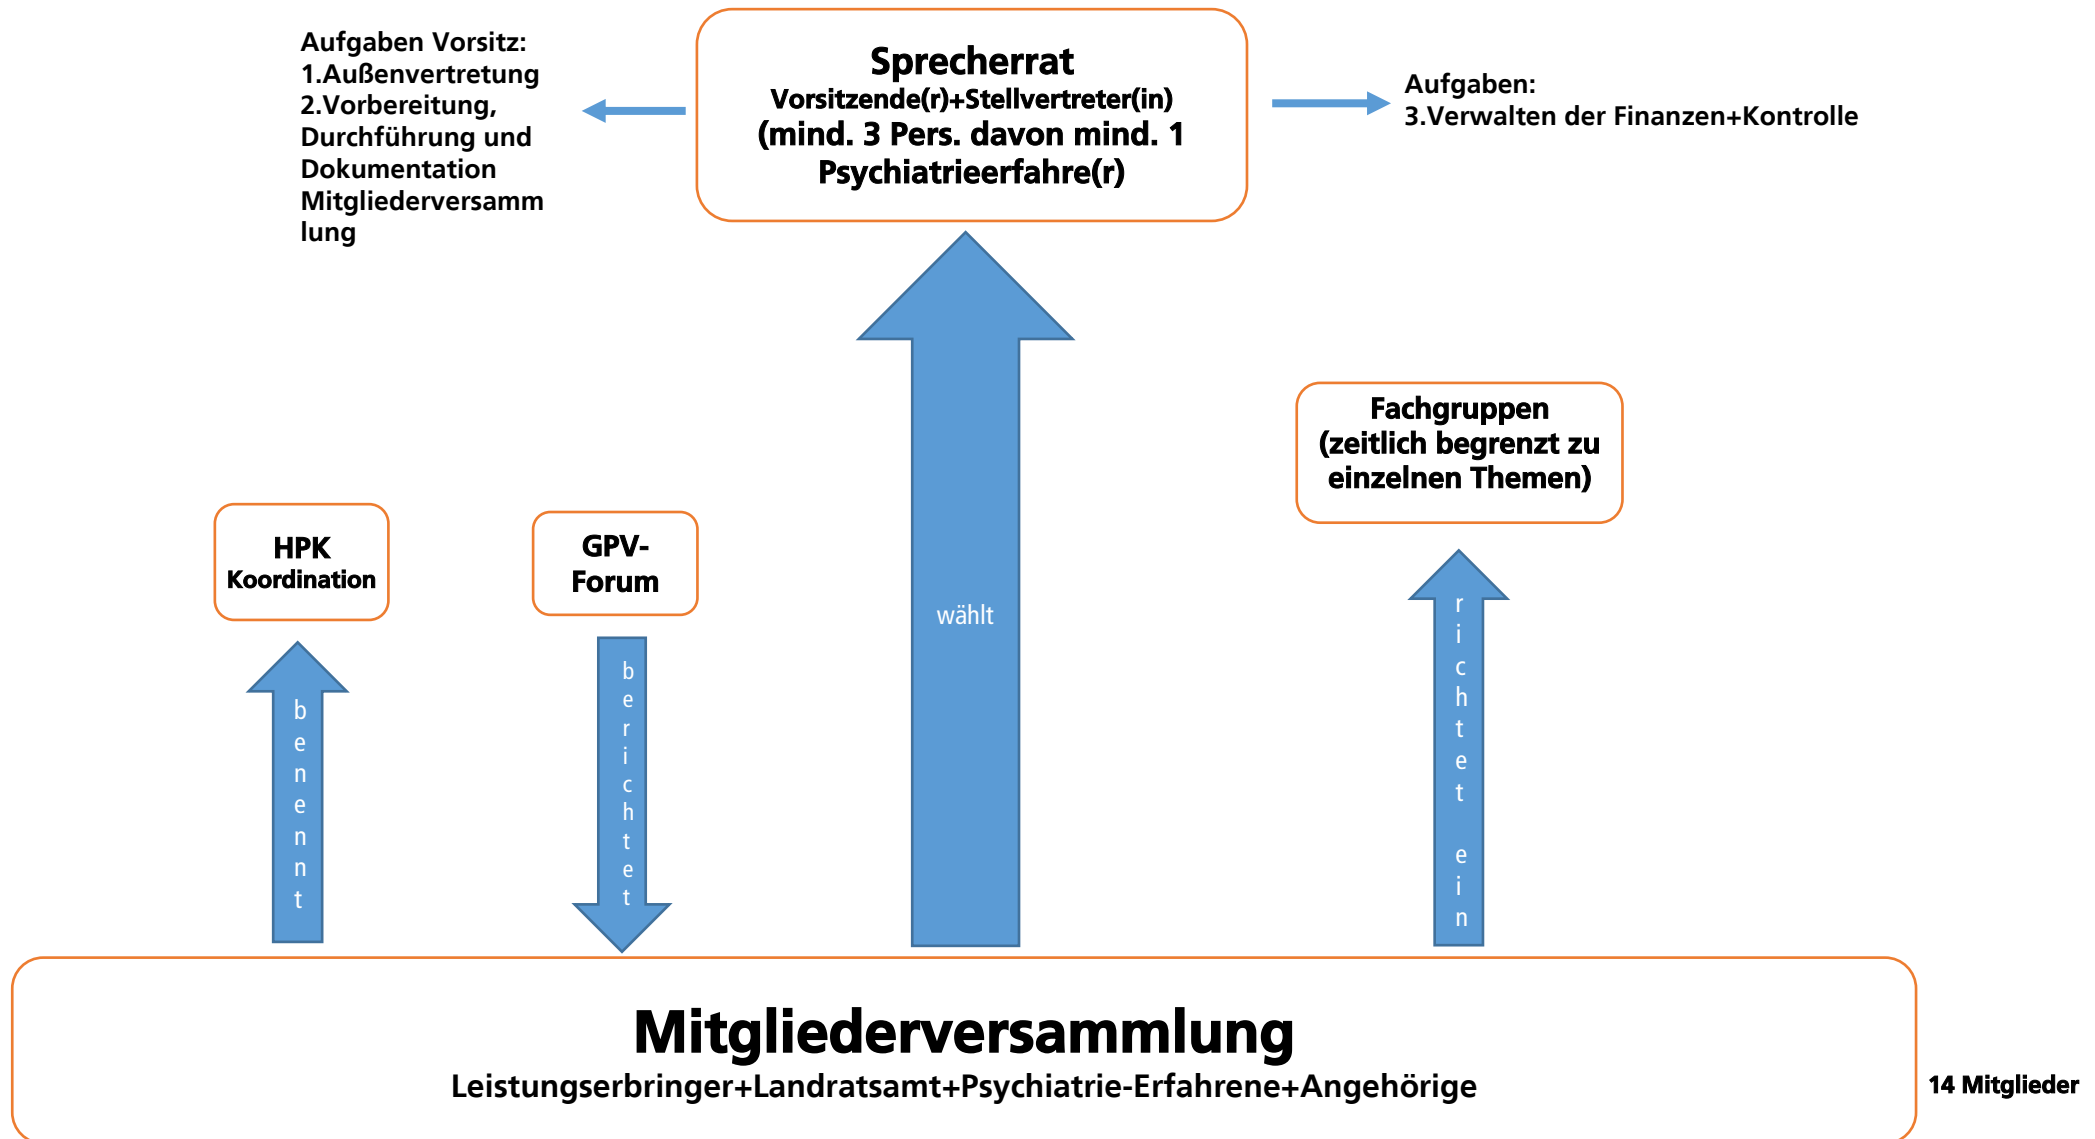 Aufgaben Vorsitz:
1.Außenvertretung
2.Vorbereitung,
Durchführung und
Dokumentation
Mitgliederversamm
lung
Sprecherrat
Vorsitzende(r)+Stellvertreter(in)
(mind. 3 Pers. davon mind. 1
Psychiatrieerfahre(r)
Aufgaben:
3.Verwalten der Finanzen+Kontrolle
Fachgruppen
(zeitlich begrenzt zu
einzelnen Themen)
HPK
Koordination
GPV-
Forum
benennt
berichtet
wählt
richtet ein
Mitgliederversammlung
Leistungserbringer+Landratsamt+Psychiatrie-Erfahrene+Angehörige
14 Mitglieder